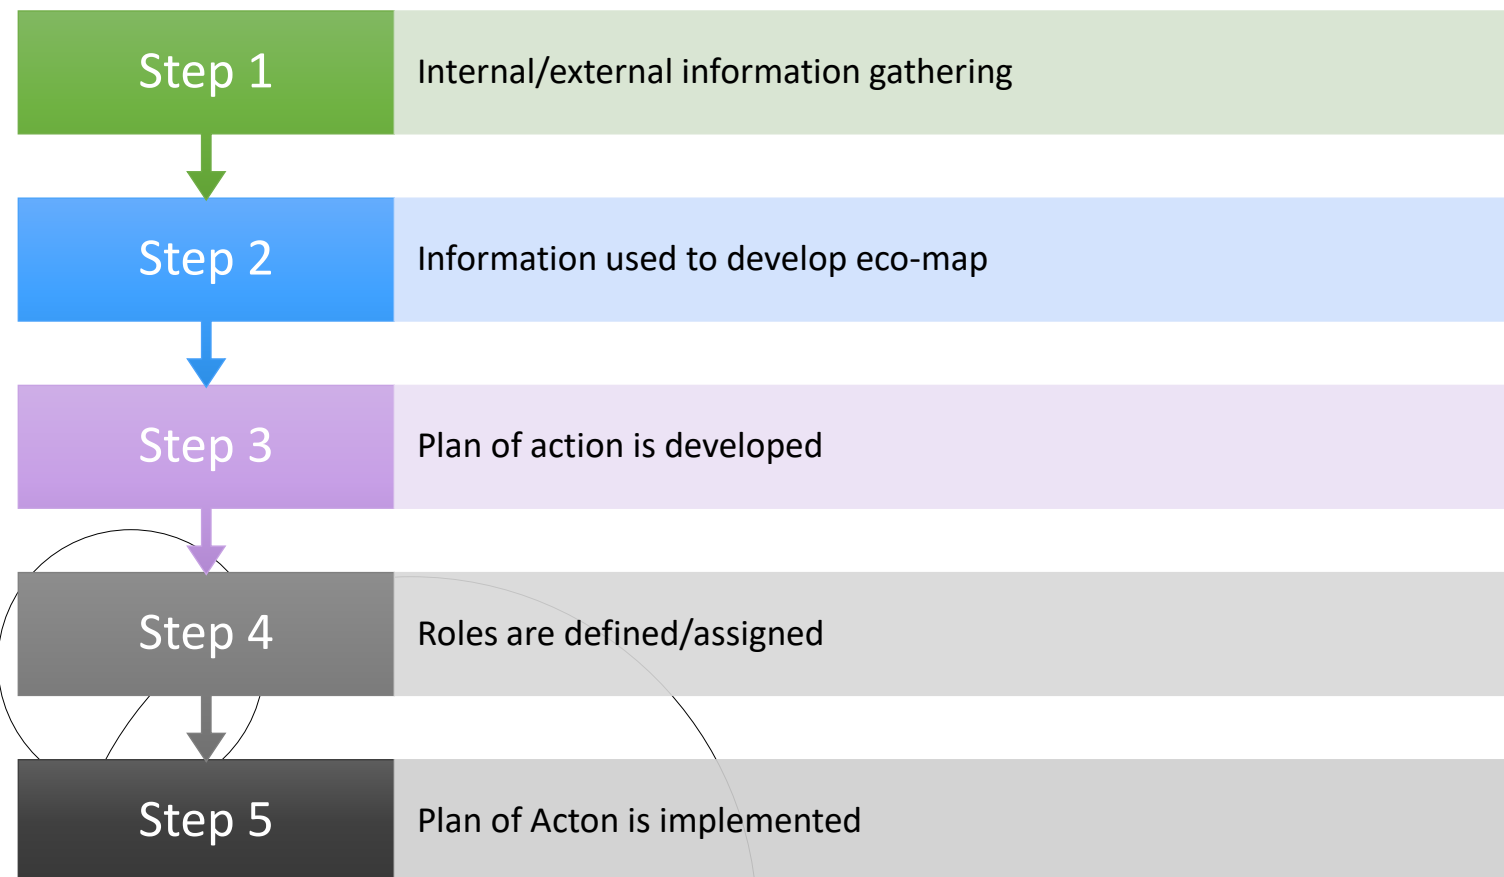 Step 1
Internal/external information gathering
Step 2
Information used to develop eco-map
Step 3
Plan of action is developed
Step 4
Roles are defined/assigned
Step 5
Plan of Acton is implemented